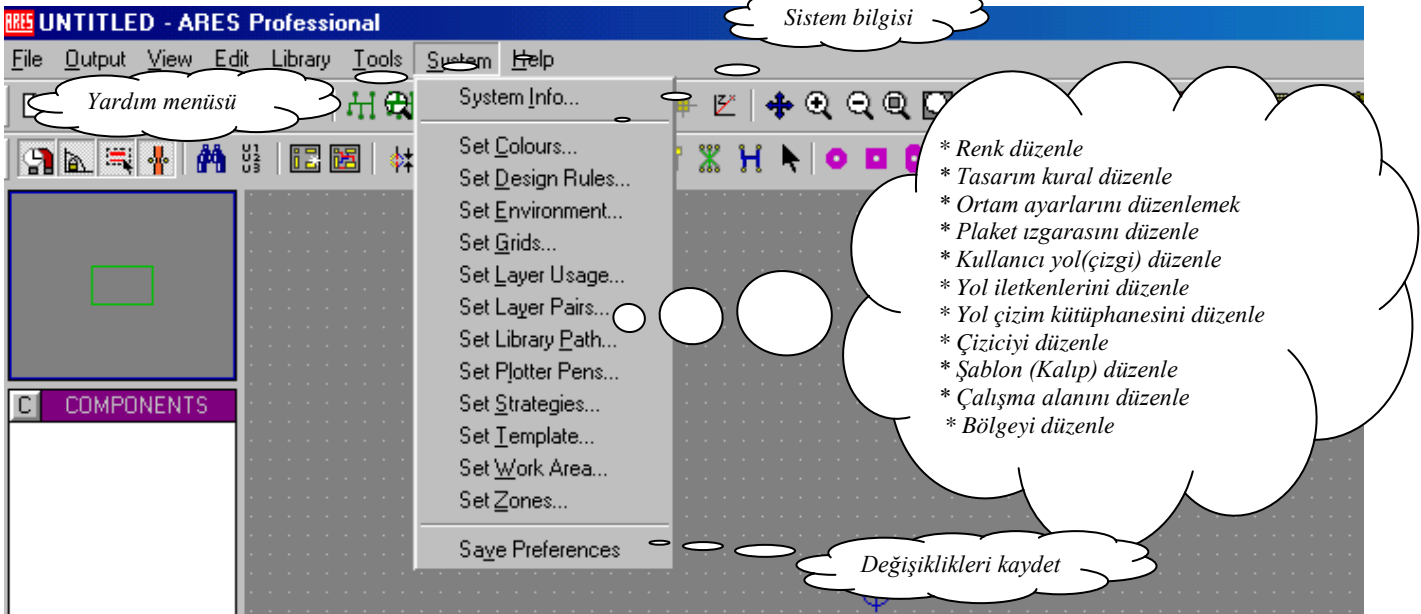 ARES UNTITLED - ARES Professional
Sistem bilgisi
File Output View Edit Library Tools System Help
Yardım menüsü
System Info...
Set Colours...
Set Design Rules...
Set Environment...
Set Grids...
Set Layer Usage...
Set Layer Pairs...
Set Library Path...
Set Plotter Pens...
Set Strategies...
Set Template...
Set Work Area...
Set Zones...
Save Preferences
* Renk düzenle
* Tasarım kural düzenle
* Ortam ayarlarını düzenlemek
* Plaket ızgarasını düzenle
* Kullanıcı yol(çizgi) düzenle
* Yol iletkenlerini düzenle
* Yol çizim kütüphanesini düzenle
* Çiziciyi düzenle
* Şablon (Kalıp) düzenle
* Çalışma alanını düzenle
* Bölgeyi düzenle
C COMPONENTS
Değişiklikleri kaydet